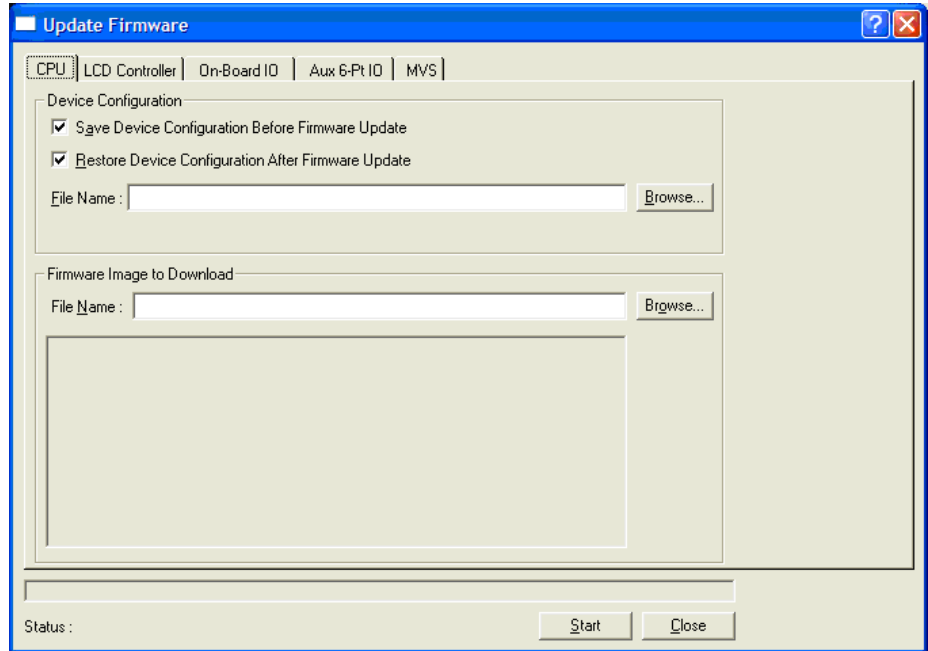 Update Firmware
CPU LCD Controller On-Board IO Aux 6-Pt IO MVS
Device Configuration
Save Device Configuration Before Firmware Update
Restore Device Configuration After Firmware Update
File Name : Browse...
Firmware Image to Download
File Name : Browse...
Status : Start Close